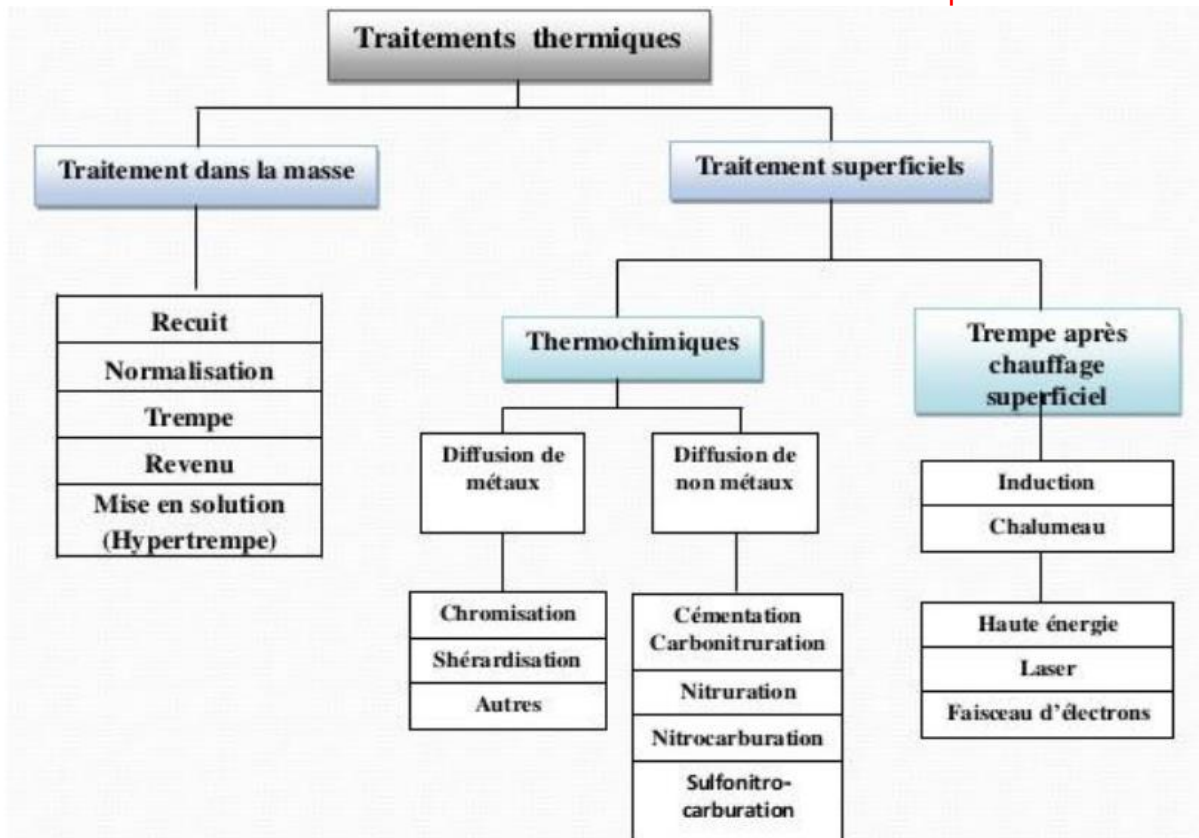 Traitements thermiques
Traitement dans la masse
Traitement superficiels
Recuit
Normalisation
Trempe
Revenu
Mise en solution
(Hypertrempe)
Thermochimiques
Trempe après
chauffage
superficiel
Diffusion de
métaux
Diffusion de
non métaux
Induction
Chalumeau
Chromisation
Shérardisation
Autres
Cémentation
Carbonitruration
Nitruration
Nitrocarburation
Sulfonitro-
carburation
Haute énergie
Laser
Faisceau d'électrons